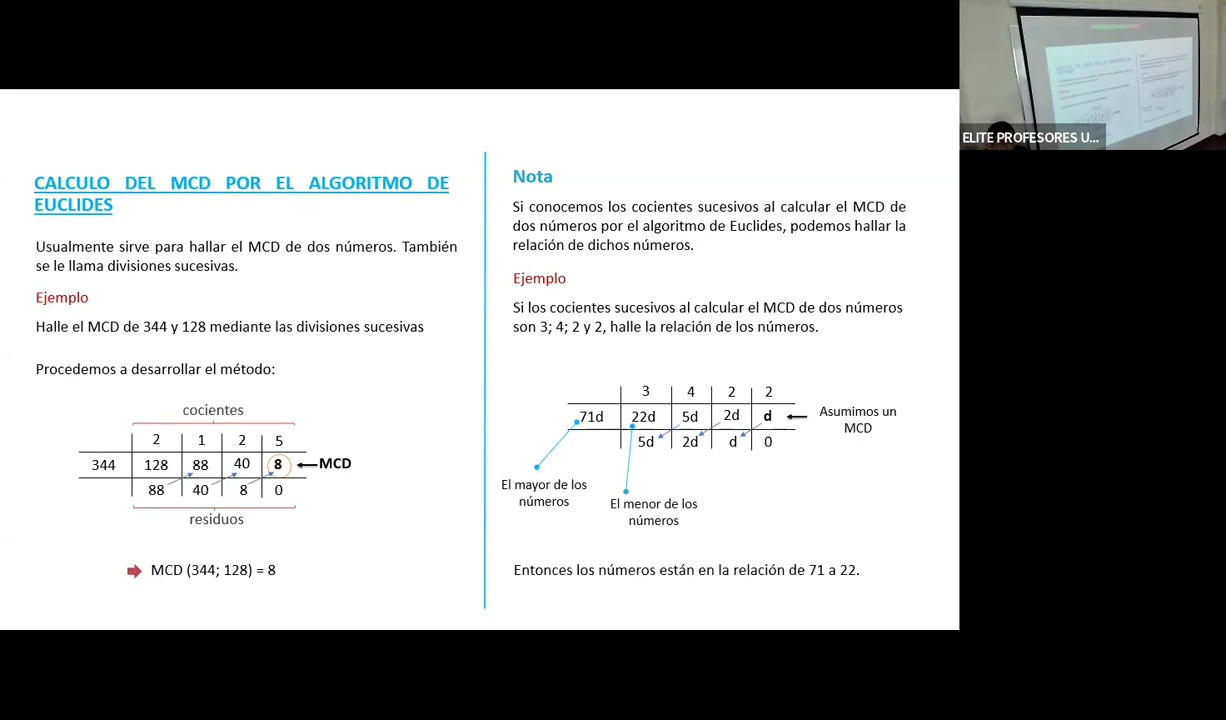 CALCULO DEL MCD POR EL ALGORITMO DE
EUCLIDES
Usualmente sirve para hallar el MCD de dos números. También
se le llama divisiones sucesivas.
Ejemplo
Halle el MCD de 344 y 128 mediante las divisiones sucesivas
Procedemos a desarrollar el método:
cocientes
2 1 2 5
344 128 88 40 8 MCD
88 40 8 0
residuos
MCD (344; 128) = 8
Nota
Si conocemos los cocientes sucesivos al calcular el MCD de
dos números por el algoritmo de Euclides, podemos hallar la
relación de dichos números.
Ejemplo
Si los cocientes sucesivos al calcular el MCD de dos números
son 3; 4; 2 y 2, halle la relación de los números.
3 4 2 2
71d 22d 5d 2d d
5d 2d d 0
Asumimos un
MCD
El mayor de los
números
El menor de los
números
Entonces los números están en la relación de 71 a 22.
ELITE PROFESORES U...